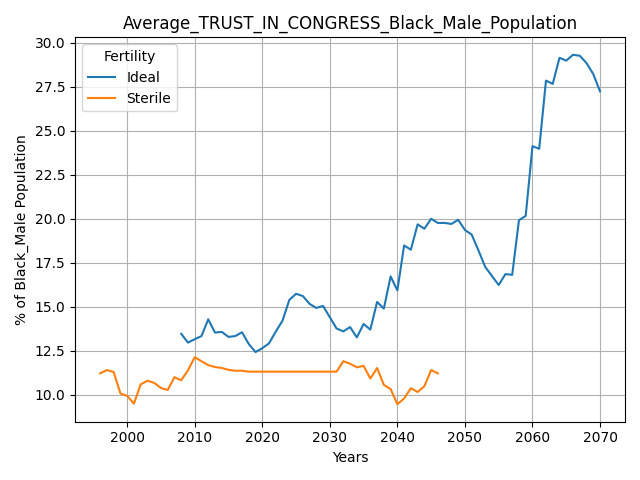 Average_TRUST_IN_CONGRESS_Black_Male_Population
Fertility
Ideal
Sterile
% of Black_Male Population
30.0
27.5
25.0
22.5
20.0
17.5
15.0
12.5
10.0
2000 2010 2020 2030 2040 2050 2060 2070
Years